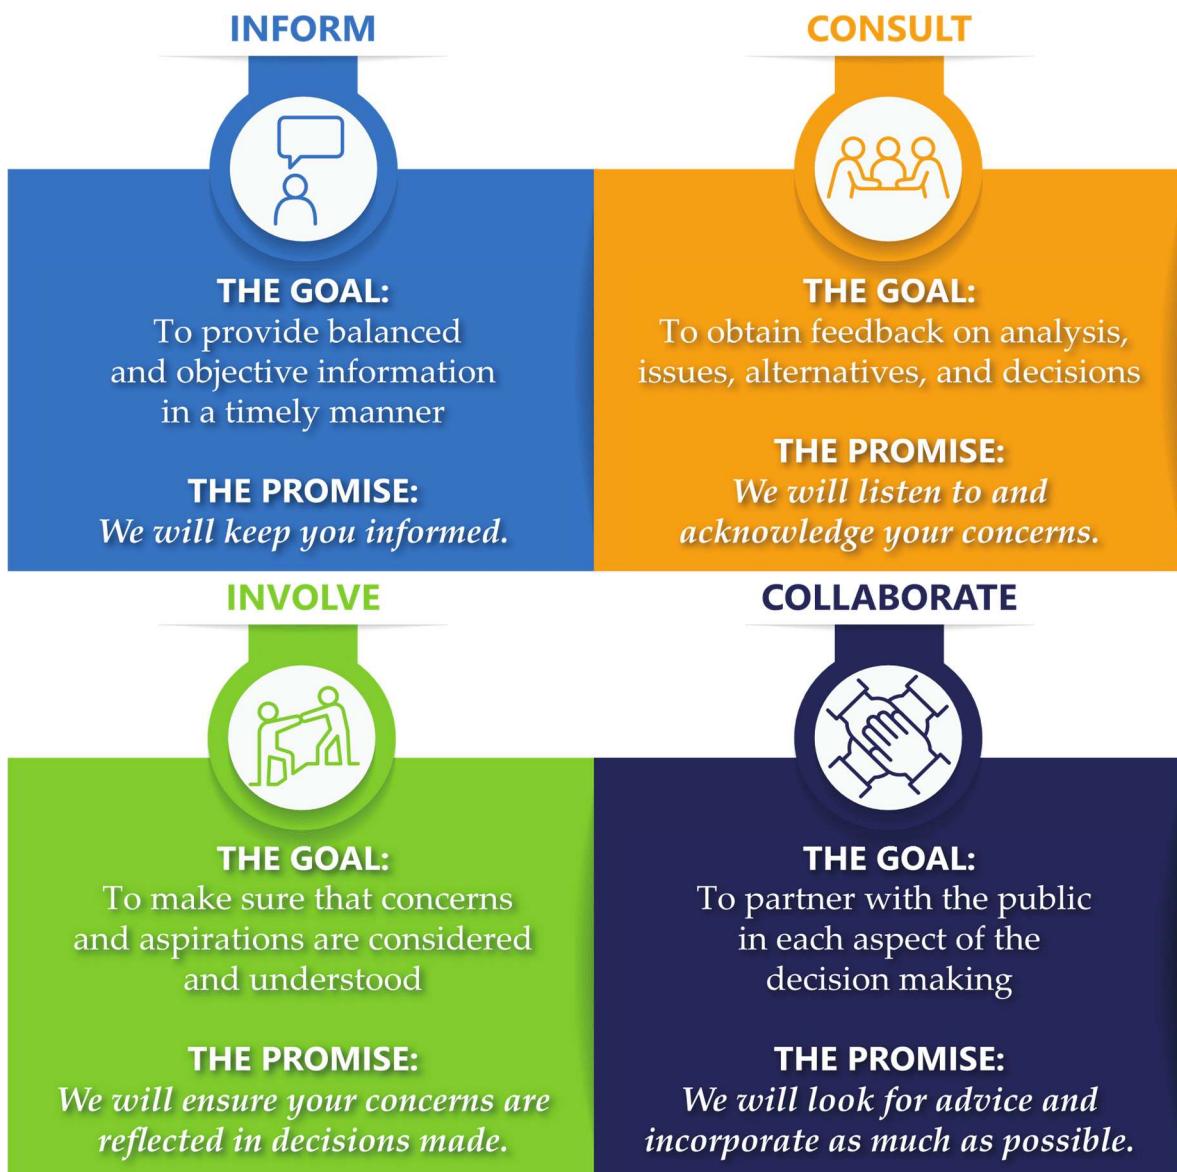 INFORM
THE GOAL:
To provide balanced
and objective information
in a timely manner
THE PROMISE:
We will keep you informed.
CONSULT
THE GOAL:
To obtain feedback on analysis,
issues, alternatives, and decisions
THE PROMISE:
We will listen to and
acknowledge your concerns.
INVOLVE
THE GOAL:
To make sure that concerns
and aspirations are considered
and understood
THE PROMISE:
We will ensure your concerns are
reflected in decisions made.
COLLABORATE
THE GOAL:
To partner with the public
in each aspect of the
decision making
THE PROMISE:
We will look for advice and
incorporate as much as possible.